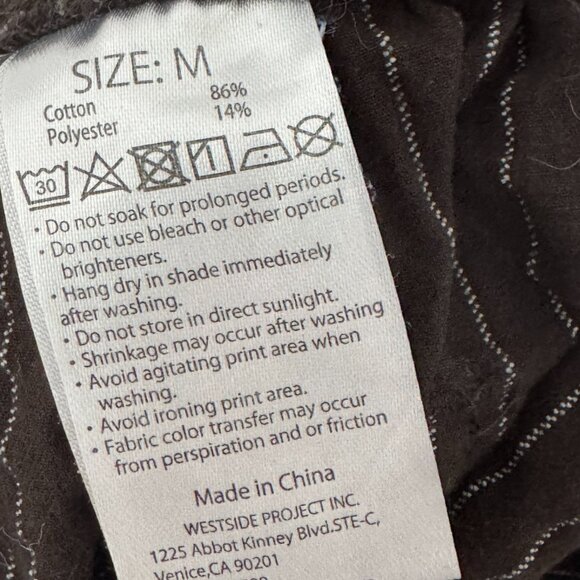 SIZE: M
Cotton 86%
Polyester 14%
30
• Do not soak for prolonged periods.
• Do not use bleach or other optical
brighteners.
• Hang dry in shade immediately
after washing.
• Do not store in direct sunlight.
• Shrinkage may occur after washing
• Avoid agitating print area when
washing.
• Avoid ironing print area.
• Fabric color transfer may occur
from perspiration and or friction
Made in China
WESTSIDE PROJECT INC.
1225 Abbot Kinney Blvd.STE-C,
Venice,CA 90201